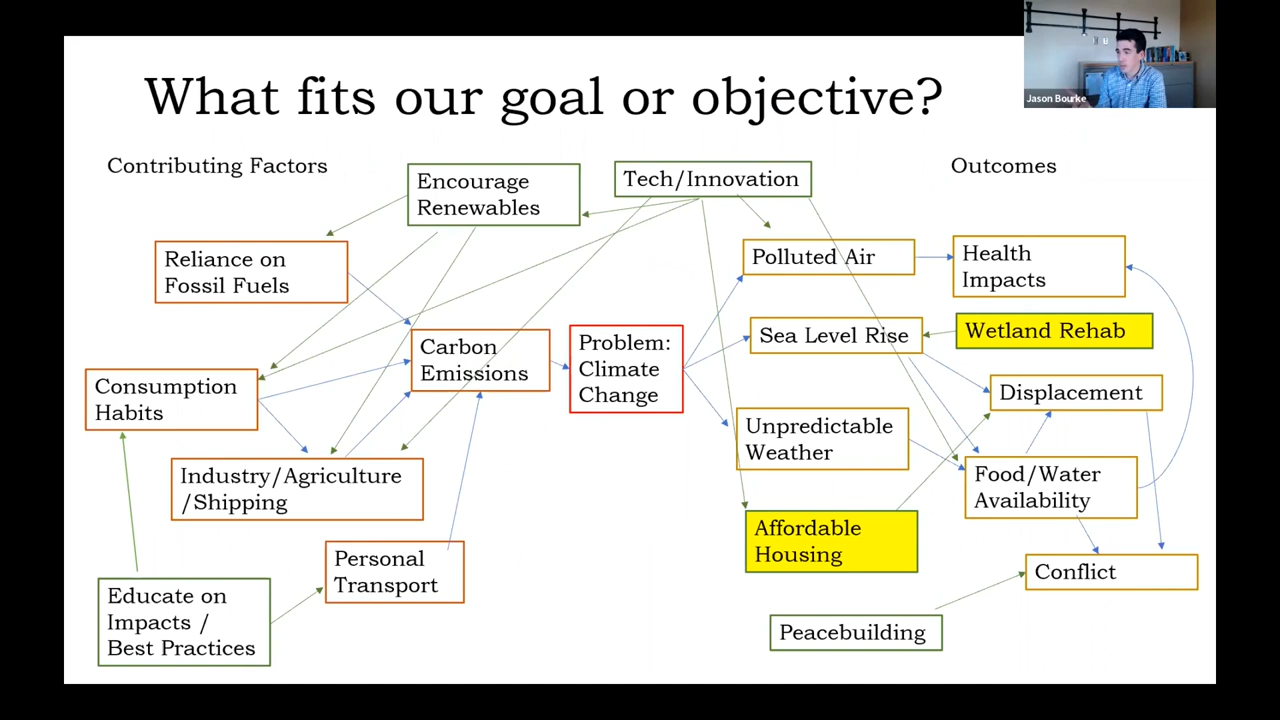 Jason Bourke
What fits our goal or objective?
Contributing Factors
Outcomes
Encourage
Renewables
Tech/Innovation
Reliance on
Fossil Fuels
Polluted Air
Health
Impacts
Carbon
Emissions
Problem:
Climate
Change
Sea Level Rise
Wetland Rehab
Consumption
Habits
Displacement
Unpredictable
Weather
Industry/Agriculture
/Shipping
Food/Water
Availability
Affordable
Housing
Personal
Transport
Conflict
Educate on
Impacts /
Best Practices
Peacebuilding